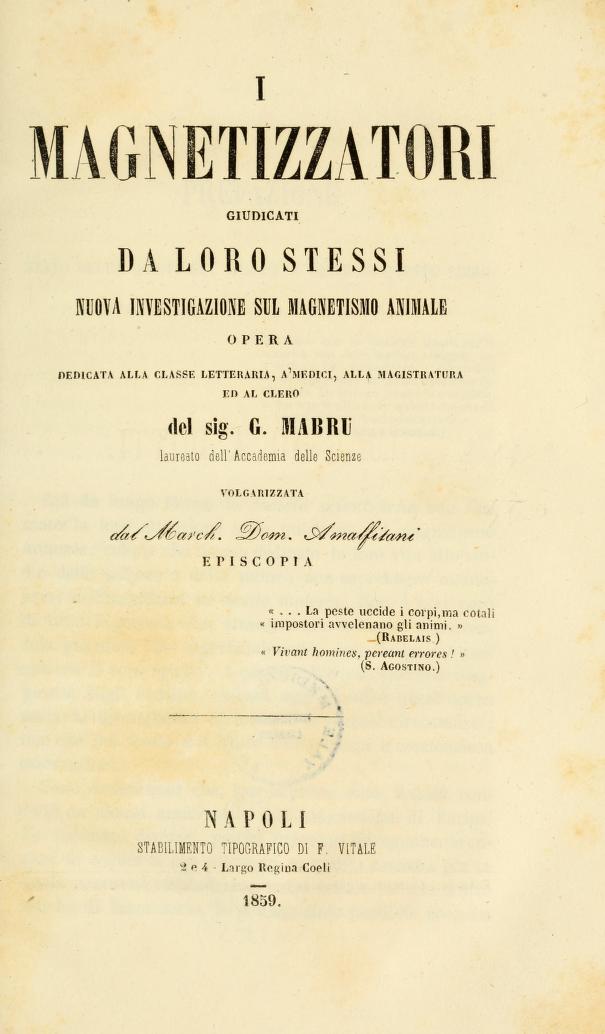 I
MAGNETIZZATORI
GIUDICATI
DA LORO STESSI
NUOVA INVESTIGAZIONE SUL MAGNETISMO ANIMALE
OPERA
DEDICATA ALLA CLASSE LETTERARIA, A'MEDICI, ALLA MAGISTRATURA
ED AL CLERO
del sig. G. MABRU
laureato dell'Accademia delle Scienze
VOLGARIZZATA
dal March. Dom. Amalfitani
EPISCOPIA
« . . . La peste uccide i corpi, ma cotali
« impostori avvelenano gli animi. »
(RABELAIS)
« Vivant homines, pereant errores ! »
(S. AGOSTINO.)
NAPOLI
STABILIMENTO TIPOGRAFICO DI F. VITALE
2 e 4 - Largo Regina Coeli
1859.